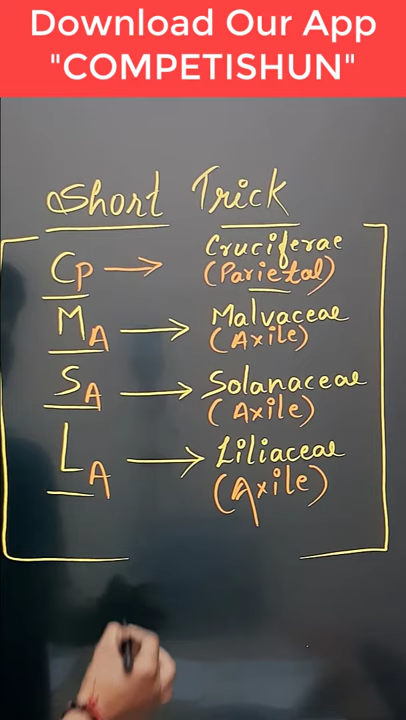 Download Our App
"COMPETISHUN"
Short Trick
Cp → Cruciferae
(Parietal)
MA → Malvaceae
(Axile)
SA → Solanaceae
(Axile)
LA → Liliaceae
(Axile)